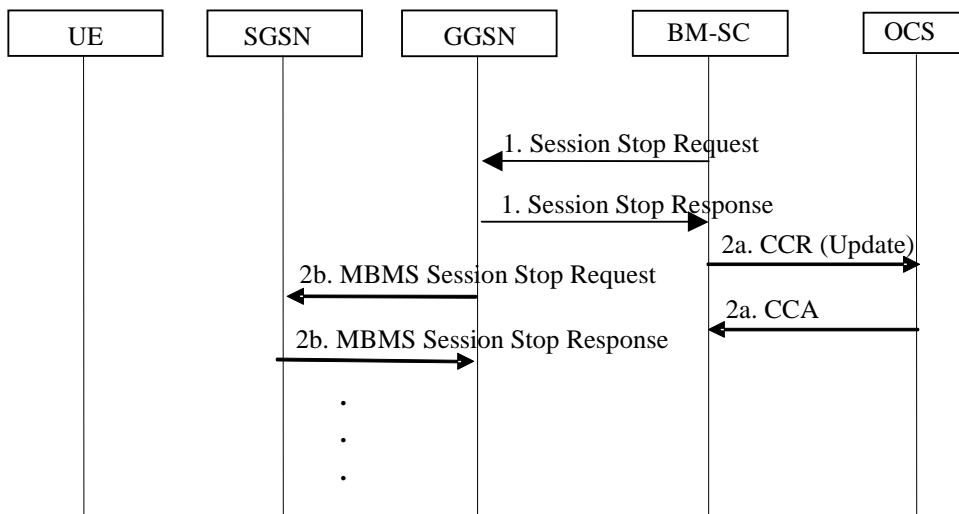 UE
SGSN
GGSN
BM-SC
OCS
1. Session Stop Request
1. Session Stop Response
2a. CCR (Update)
2b. MBMS Session Stop Request
2a. CCA
2b. MBMS Session Stop Response
.
.
.